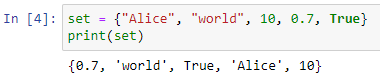 In [4]: set = {"Alice", "world", 10, 0.7, True}
print(set)
{0.7, 'world', True, 'Alice', 10}